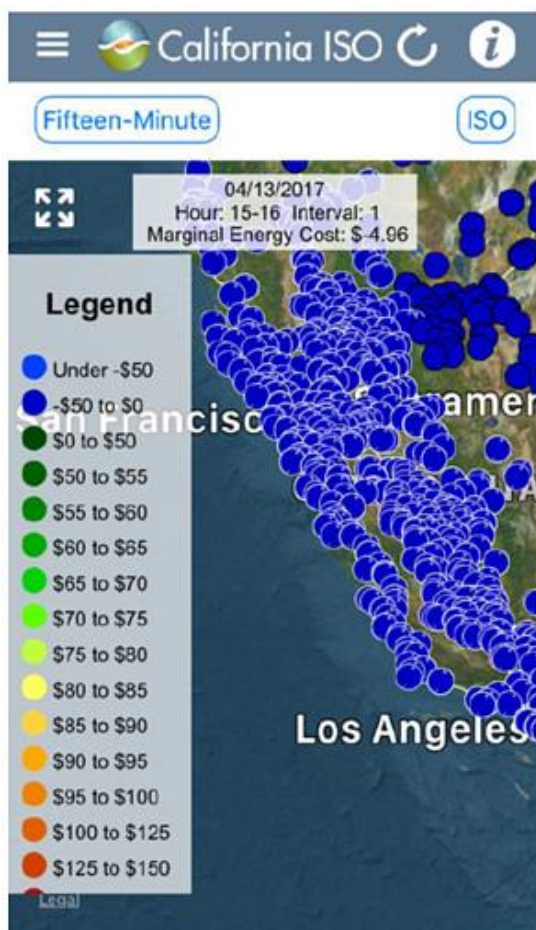 California ISO
i
Fifteen-Minute
ISO
04/13/2017
Hour: 15-16 Interval: 1
Marginal Energy Cost: $-4.96
Legend
Under -$50
-$50 to $0
$0 to $50
$50 to $55
$55 to $60
$60 to $65
$65 to $70
$70 to $75
$75 to $80
$80 to $85
$85 to $90
$90 to $95
$95 to $100
$100 to $125
$125 to $150
Legal
San Francisc
ramen
Los Angeles